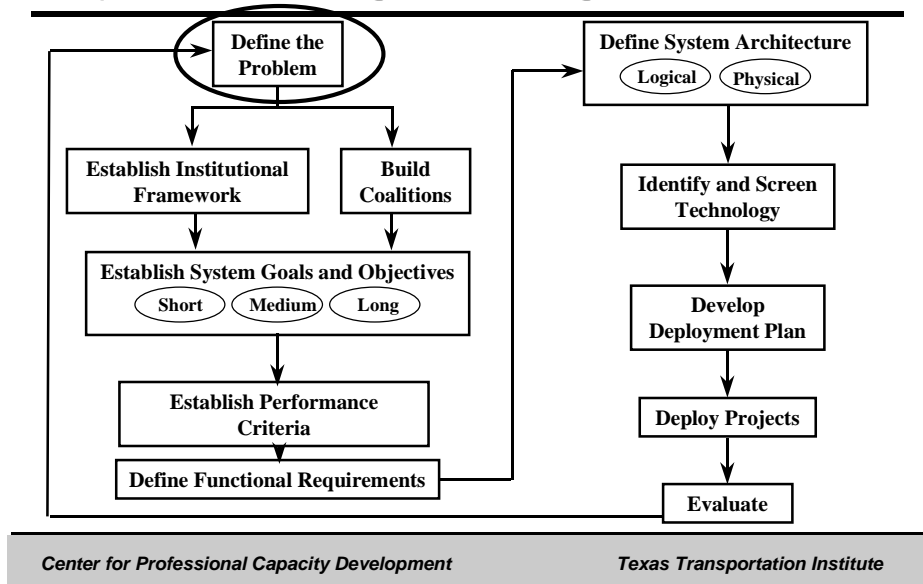 Define the
Problem
Establish Institutional
Framework
Build
Coalitions
Establish System Goals and Objectives
Short
Medium
Long
Establish Performance
Criteria
Define Functional Requirements
Define System Architecture
Logical
Physical
Identify and Screen
Technology
Develop
Deployment Plan
Deploy Projects
Evaluate
Center for Professional Capacity Development
Texas Transportation Institute